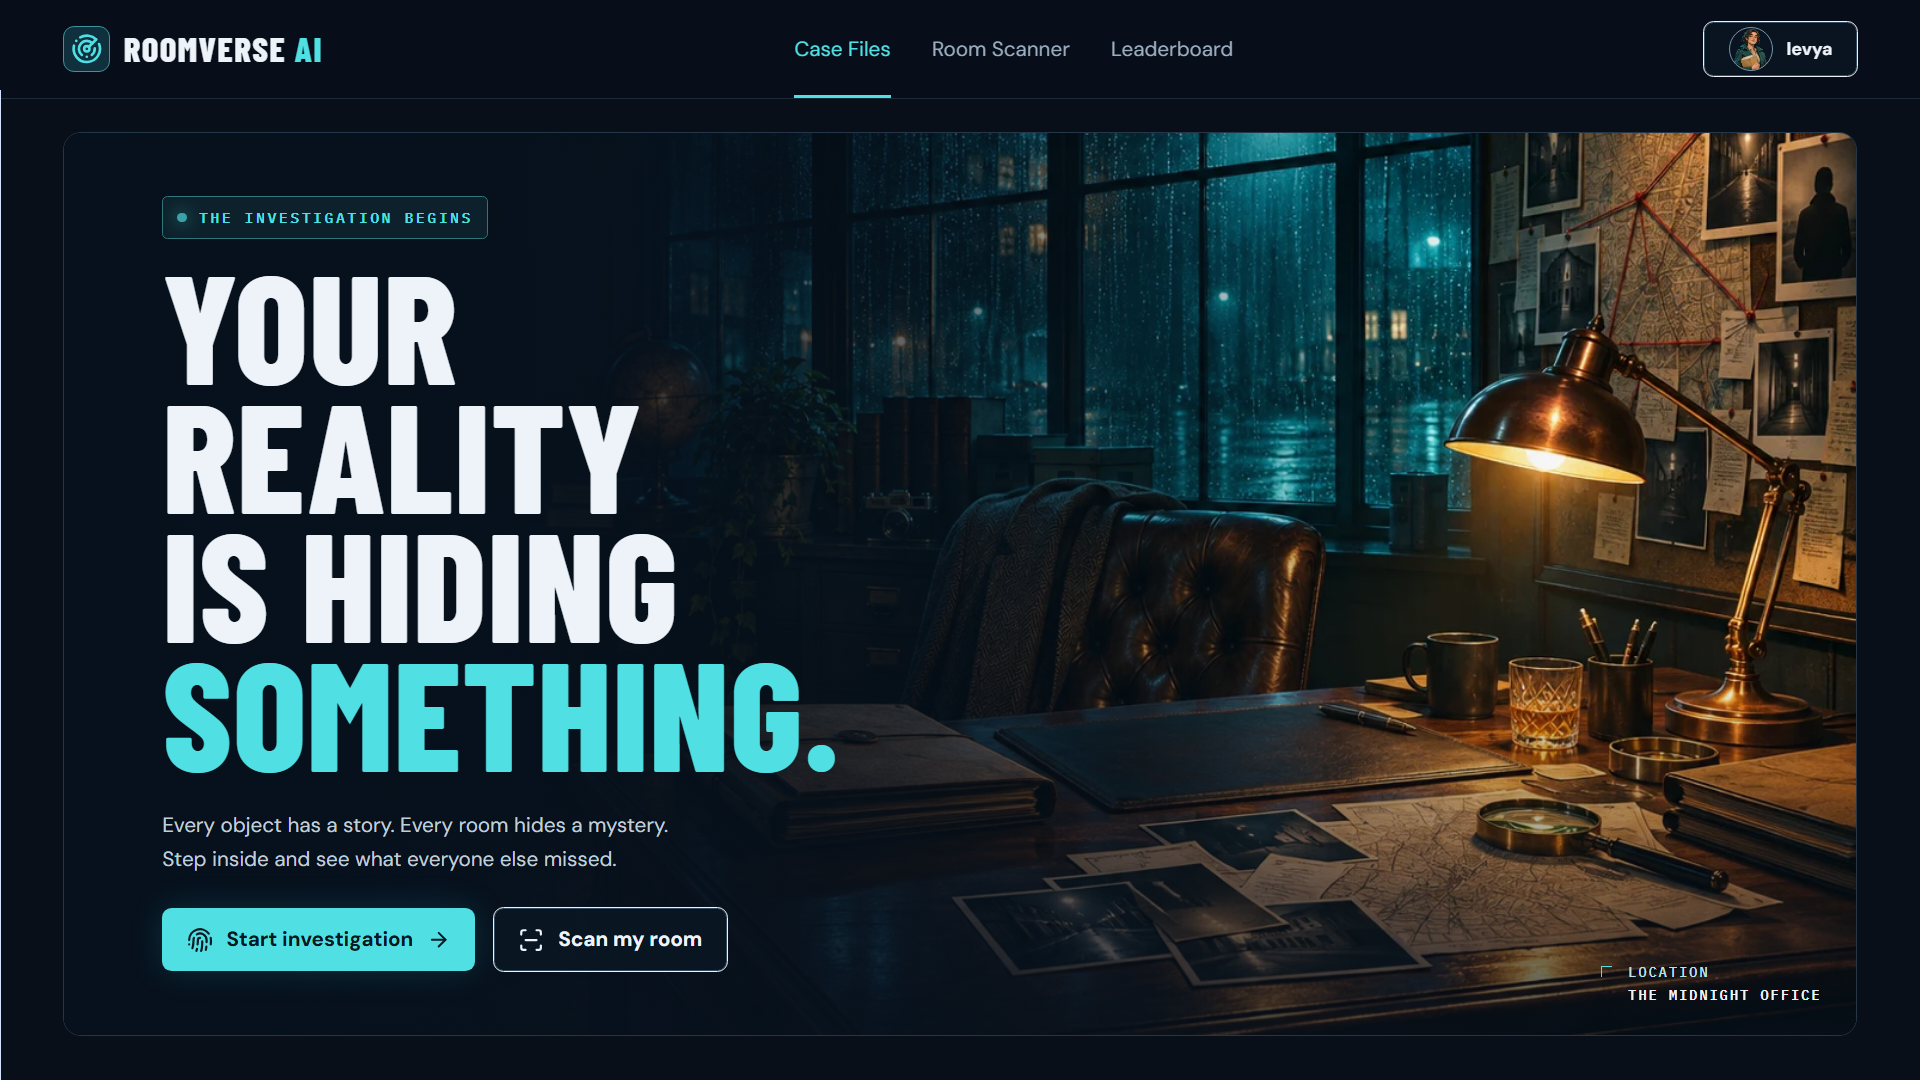 ROOMVERSE AI
Case Files
Room Scanner
Leaderboard
levya
THE INVESTIGATION BEGINS
YOUR
REALITY
IS HIDING
SOMETHING.
Every object has a story. Every room hides a mystery.
Step inside and see what everyone else missed.
Start investigation
Scan my room
LOCATION
THE MIDNIGHT OFFICE